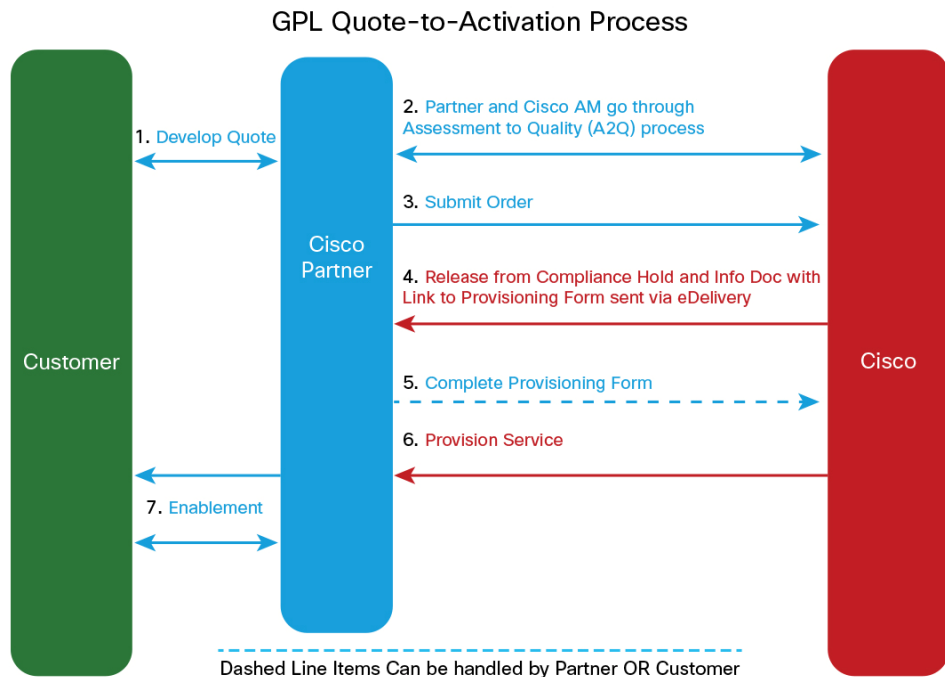 GPL Quote-to-Activation Process
1. Develop Quote
2. Partner and Cisco AM go through
Assessment to Quality (A2Q) process
3. Submit Order
Cisco
Partner
4. Release from Compliance Hold and Info Doc with
Link to Provisioning Form sent via eDelivery
Customer
Cisco
5. Complete Provisioning Form
6. Provision Service
7. Enablement
Dashed Line Items Can be handled by Partner OR Customer